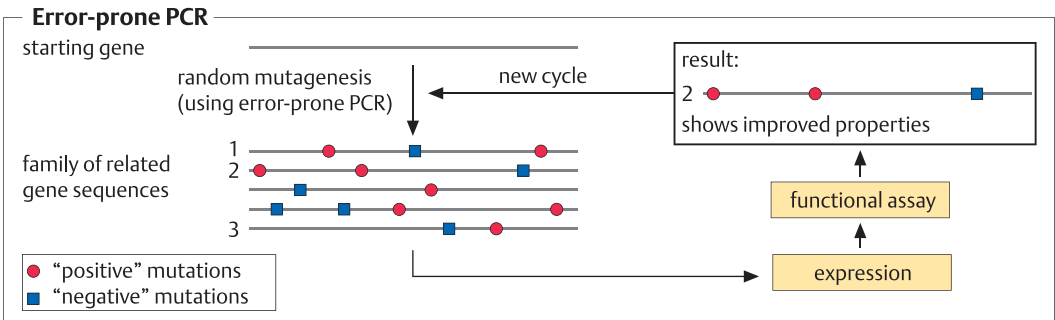 Error-prone PCR
starting gene
random mutagenesis
(using error-prone PCR)
new cycle
result:
2
shows improved properties
family of related
gene sequences
1
2
3
functional assay
expression
“positive” mutations
“negative” mutations